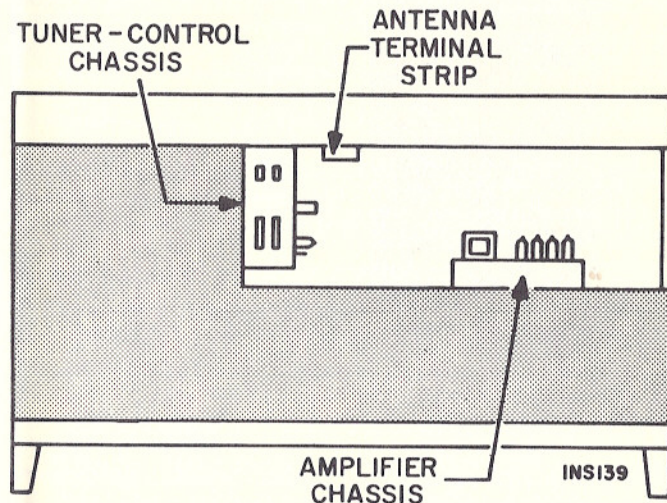 TUNER-CONTROL
CHASSIS
ANTENNA
TERMINAL
STRIP
AMPLIFIER
CHASSIS
INS139